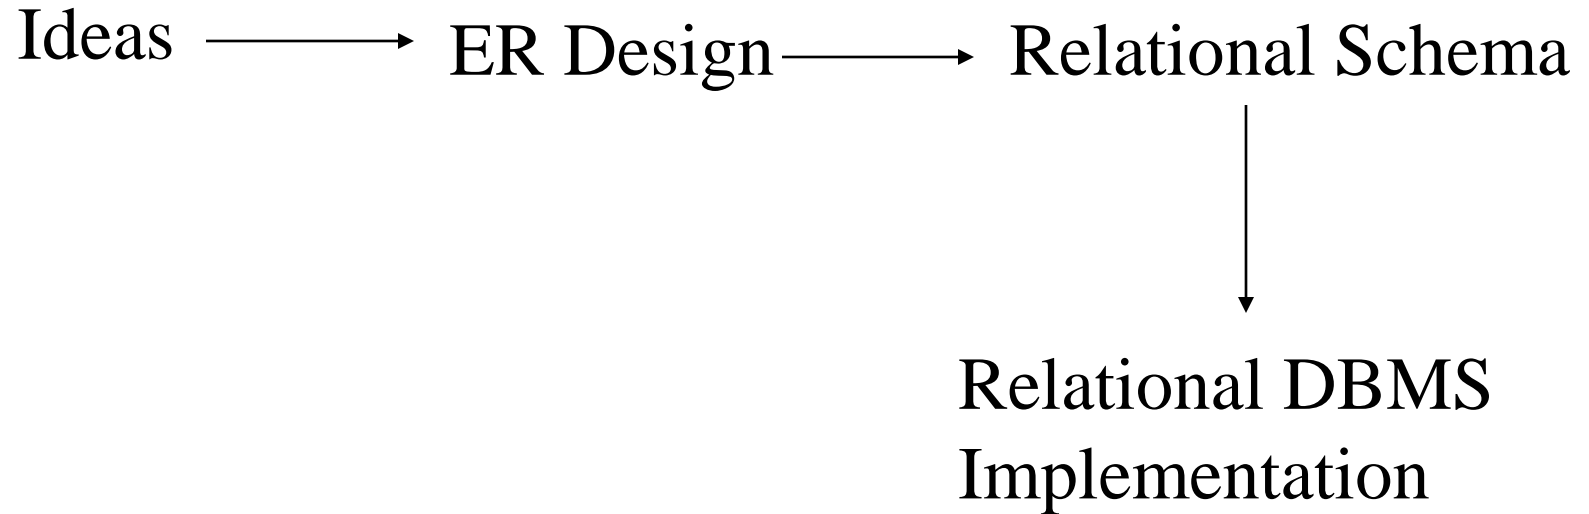 Ideas
ER Design
Relational Schema
Relational DBMS
Implementation